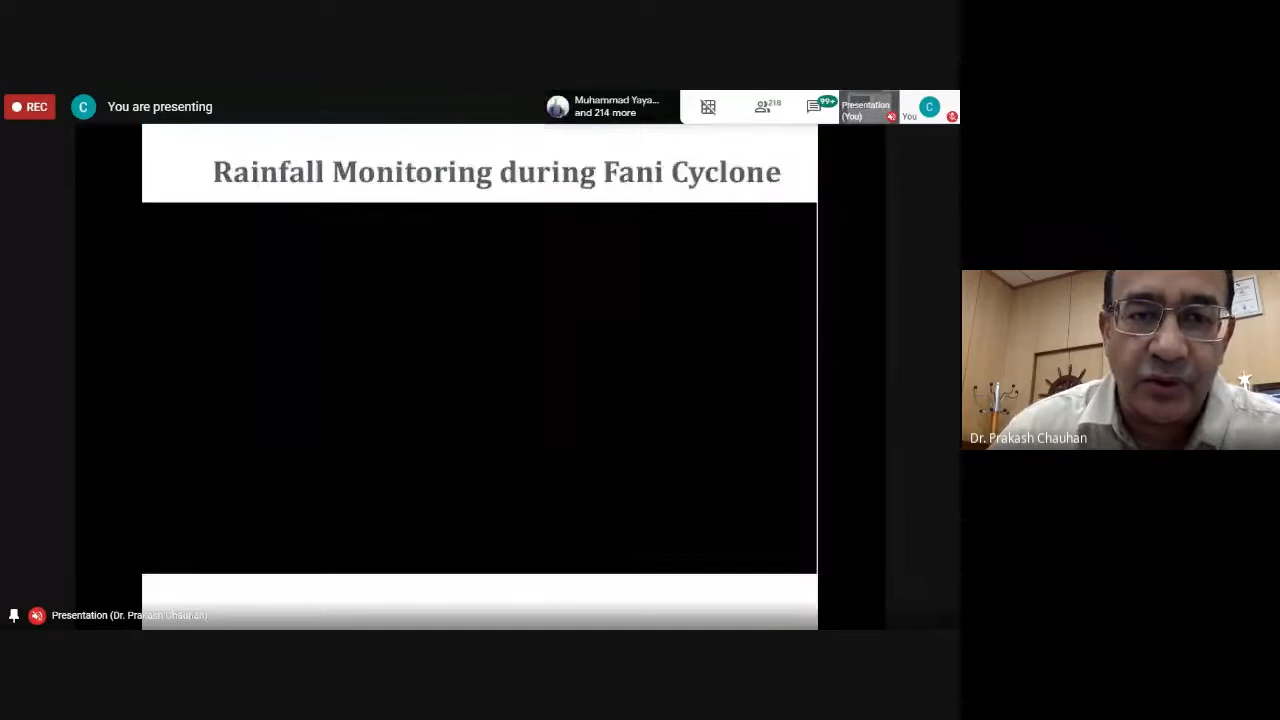 REC
C
You are presenting
Muhammad Yaya...
and 214 more
218
99+
Presentation
(You)
You
C
Rainfall Monitoring during Fani Cyclone
Dr. Prakash Chauhan
Presentation (Dr. Prakash Chauhan)